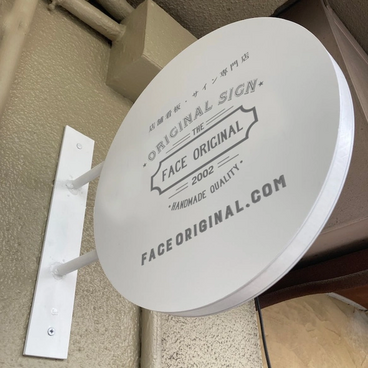 店舗看板・サイン専門店
ORIGINAL SIGN
THE
FACE ORIGINAL
2002
HANDMADE QUALITY
FACEORIGINAL.COM